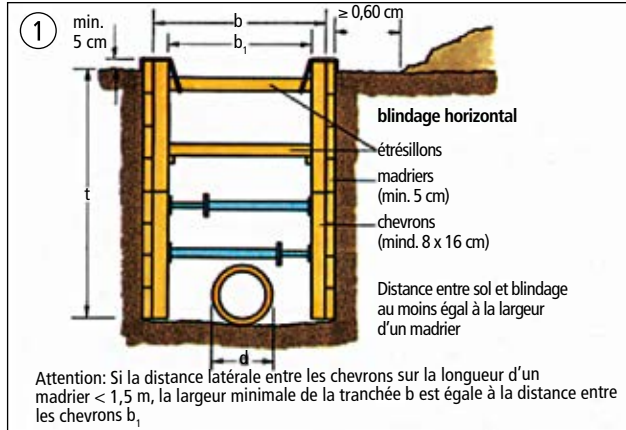 1
min.
5 cm
b
b₁
≥ 0,60 m
t
blindage horizontal
étrésillons
madriers
(min. 5 cm)
chevrons
(mind. 8 x 16 cm)
Distance entre sol et blindage
au moins égal à la largeur
d'un madrier
d
Attention: Si la distance latérale entre les chevrons sur la longueur d'un
madrier < 1,5 m, la largeur minimale de la tranchée b est égale à la distance entre
les chevrons b₁